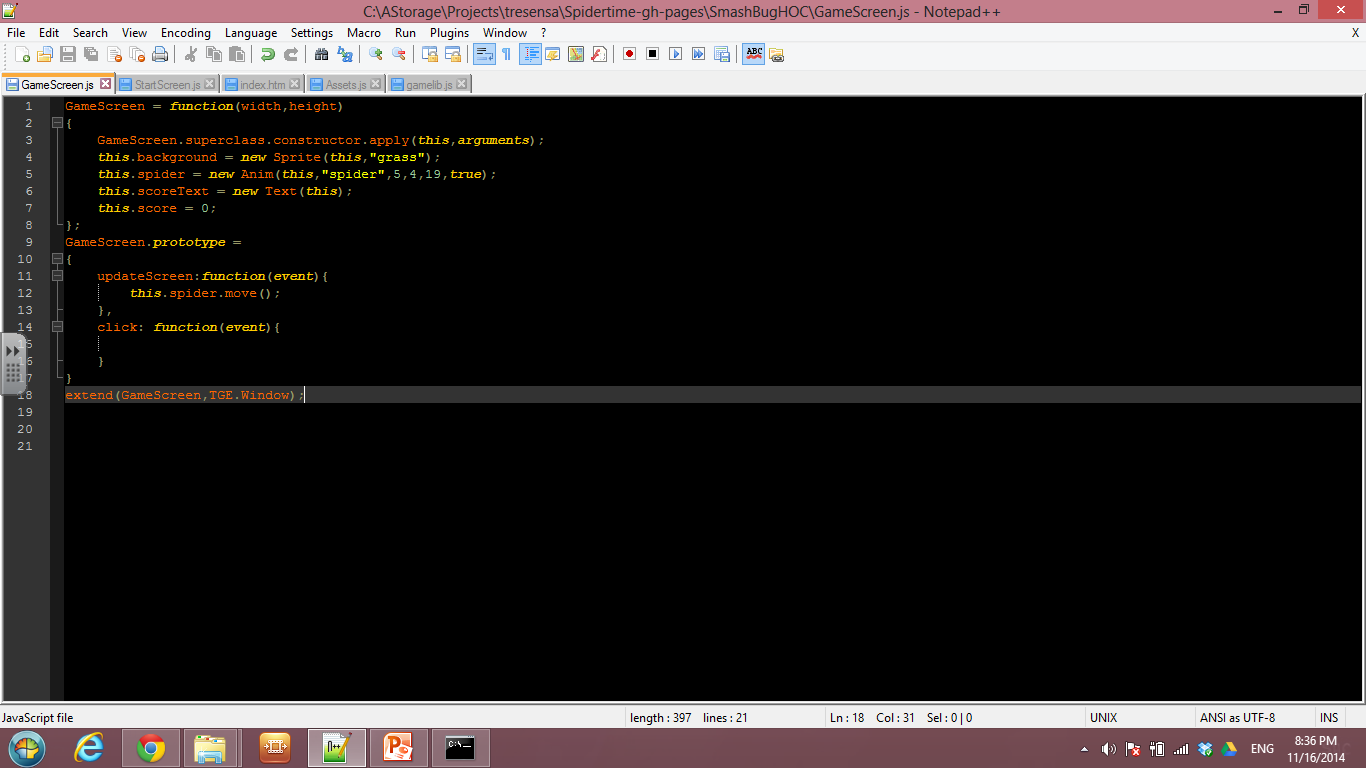 C:\AStorage\Projects\tresensa\Spidertime-gh-pages\SmashBugHOC\GameScreen.js - Notepad++
File Edit Search View Encoding Language Settings Macro Run Plugins Window ? X
GameScreen.js StartScreen.js index.htm Assets.js gamelib.js
1 GameScreen = function(width,height)
2 {
3 GameScreen.superclass.constructor.apply(this,arguments);
4 this.background = new Sprite(this,"grass");
5 this.spider = new Anim(this,"spider",5,4,19,true);
6 this.scoreText = new Text(this);
7 this.score = 0;
8 };
9 GameScreen.prototype =
10 {
11 updateScreen:function(event){
12 this.spider.move();
13 },
14 click: function(event){
15
16 }
17 }
18 extend(GameScreen,TGE.Window);
19
20
21
JavaScript file length : 397 lines : 21 Ln : 18 Col : 31 Sel : 0 | 0 UNIX ANSI as UTF-8 INS
ENG 8:36 PM
11/16/2014